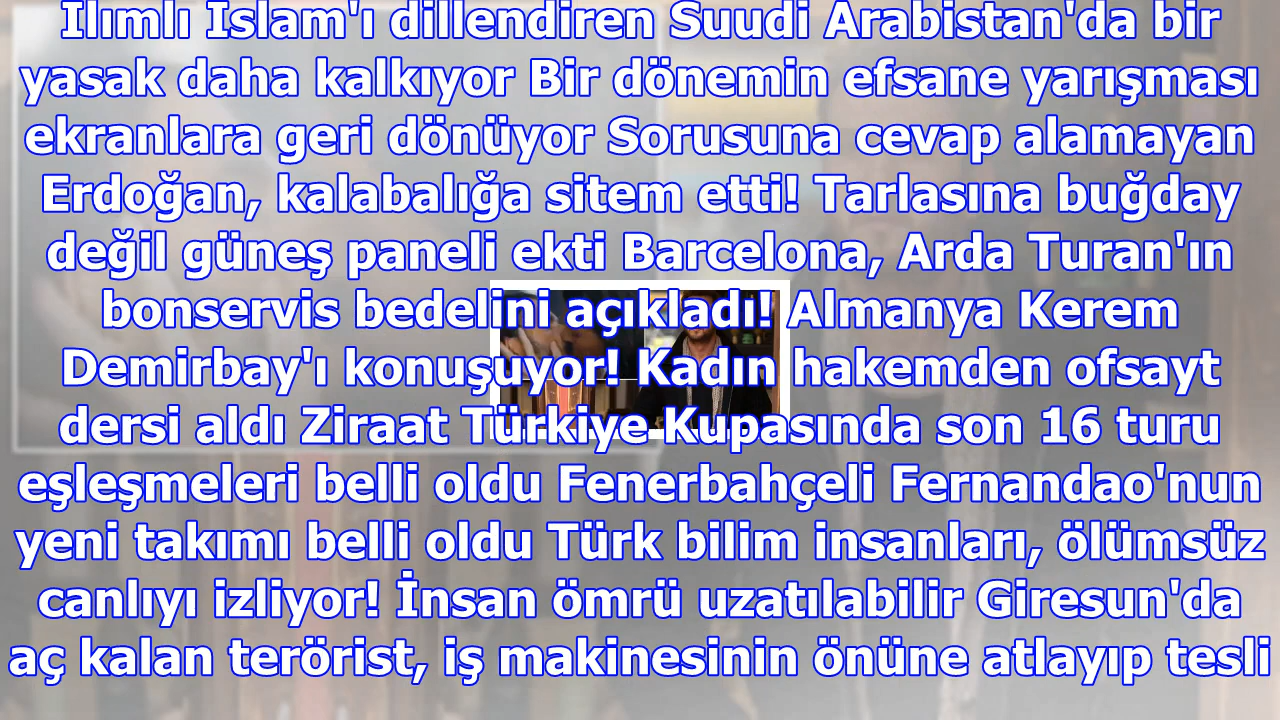 Ilımlı İslam'ı dillendiren Suudi Arabistan'da bir
yasak daha kalkıyor Bir dönemin efsane yarışması
ekranlara geri dönüyor Sorusuna cevap alamayan
Erdoğan, kalabalığa sitem etti! Tarlasına buğday
değil güneş paneli ekti Barcelona, Arda Turan'ın
bonservis bedelini açıkladı! Almanya Kerem
Demirbay'ı konuşuyor! Kadın hakemden ofsayt
dersi aldı Ziraat Türkiye Kupasında son 16 turu
eşleşmeleri belli oldu Fenerbahçeli Fernandao'nun
yeni takımı belli oldu Türk bilim insanları, ölümsüz
canlıyı izliyor! İnsan ömrü uzatılabilir Giresun'da
aç kalan terörist, iş makinesinin önüne atlayıp tesli